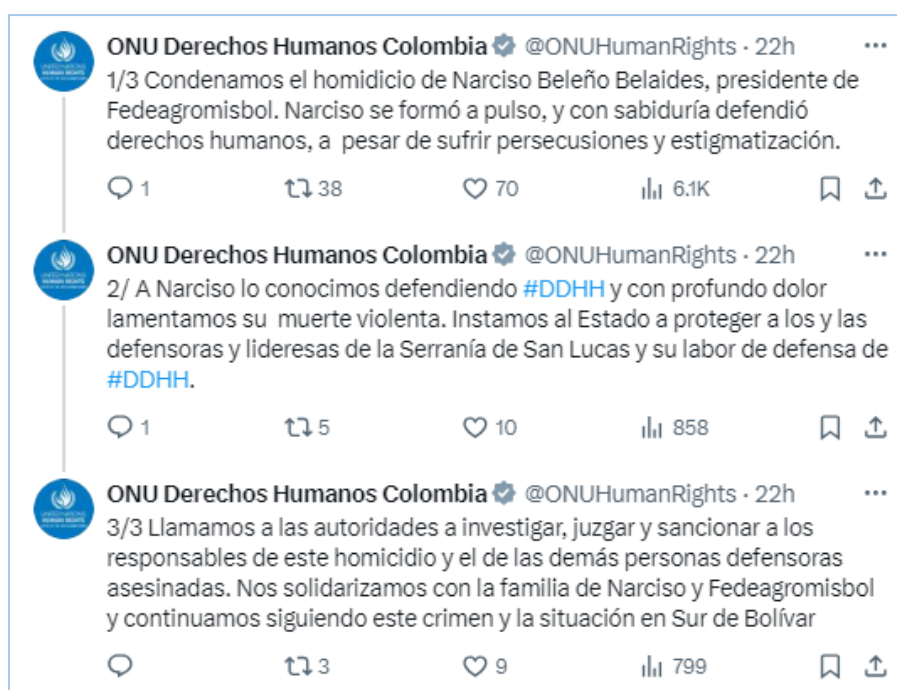 ONU Derechos Humanos Colombia @ONUHumanRights · 22h
1/3 Condenamos el homidicio de Narciso Beleño Belaides, presidente de
Fedeagromisbol. Narciso se formó a pulso, y con sabiduría defendió
derechos humanos, a pesar de sufrir persecusiones y estigmatización.
1 38 70 6.1K
ONU Derechos Humanos Colombia @ONUHumanRights · 22h
2/ A Narciso lo conocimos defendiendo #DDHH y con profundo dolor
lamentamos su muerte violenta. Instamos al Estado a proteger a los y las
defensoras y lideresas de la Serranía de San Lucas y su labor de defensa de
#DDHH.
1 5 10 858
ONU Derechos Humanos Colombia @ONUHumanRights · 22h
3/3 Llamamos a las autoridades a investigar, juzgar y sancionar a los
responsables de este homicidio y el de las demás personas defensoras
asesinadas. Nos solidarizamos con la familia de Narciso y Fedeagromisbol
y continuamos siguiendo este crimen y la situación en Sur de Bolívar
3 9 799